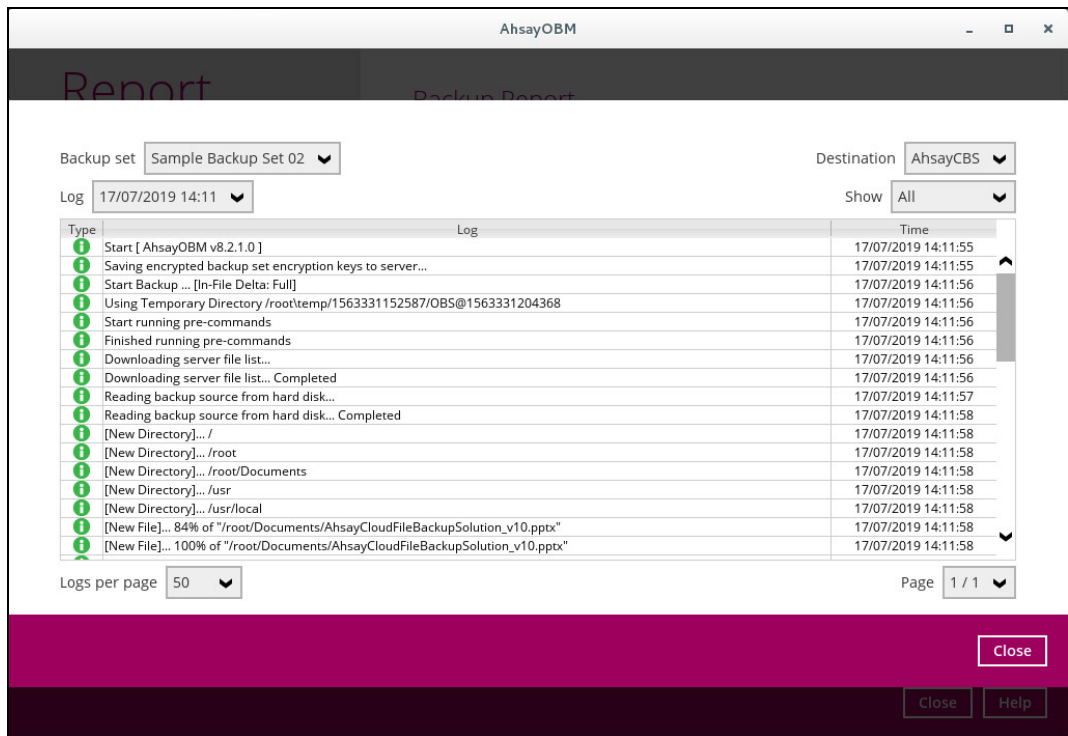 AhsayOBM
Report
Backup Report
Backup set Sample Backup Set 02 Destination AhsayCBS
Log 17/07/2019 14:11 Show All
Type Log Time
Start [ AhsayOBM v8.2.1.0 ] 17/07/2019 14:11:55
Saving encrypted backup set encryption keys to server... 17/07/2019 14:11:55
Start Backup ... [In-File Delta: Full] 17/07/2019 14:11:56
Using Temporary Directory /root\temp/1563331152587/OBS@1563331204368 17/07/2019 14:11:56
Start running pre-commands 17/07/2019 14:11:56
Finished running pre-commands 17/07/2019 14:11:56
Downloading server file list... 17/07/2019 14:11:56
Downloading server file list... Completed 17/07/2019 14:11:56
Reading backup source from hard disk... 17/07/2019 14:11:57
Reading backup source from hard disk... Completed 17/07/2019 14:11:58
[New Directory]... / 17/07/2019 14:11:58
[New Directory]... /root 17/07/2019 14:11:58
[New Directory]... /root/Documents 17/07/2019 14:11:58
[New Directory]... /usr 17/07/2019 14:11:58
[New Directory]... /usr/local 17/07/2019 14:11:58
[New File]... 84% of "/root/Documents/AhsayCloudFileBackupSolution_v10.pptx" 17/07/2019 14:11:58
[New File]... 100% of "/root/Documents/AhsayCloudFileBackupSolution_v10.pptx" 17/07/2019 14:11:58
Logs per page 50 Page 1 / 1
Close
Close Help